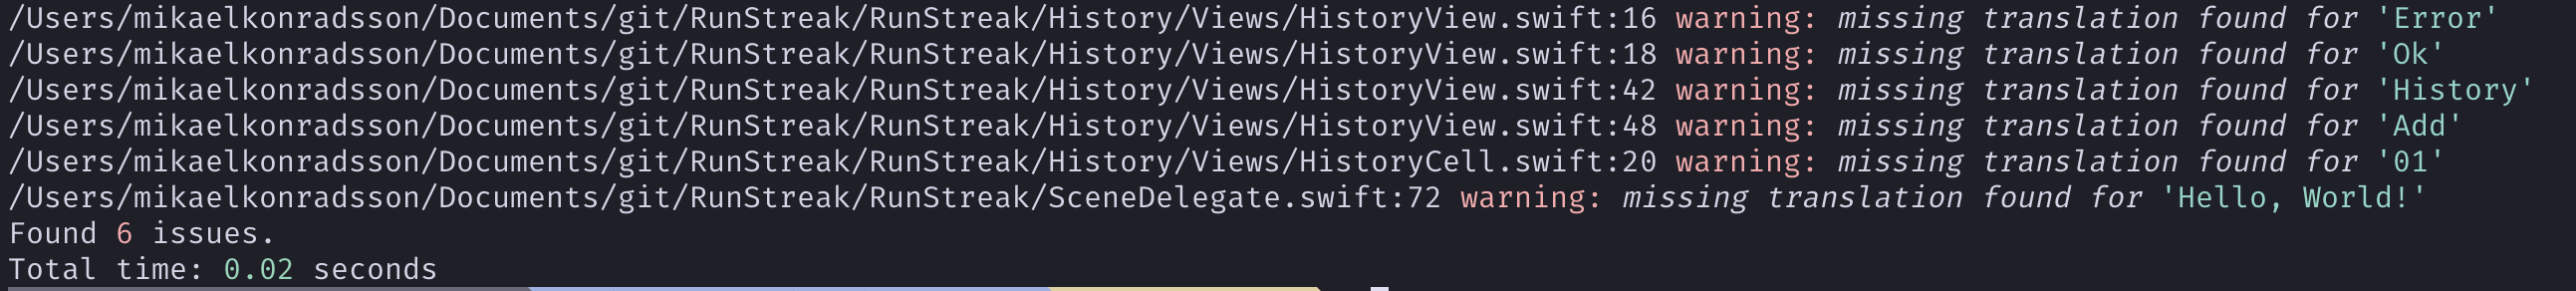 /Users/mikaelkonradsson/Documents/git/RunStreak/RunStreak/History/Views/HistoryView.swift:16 warning: missing translation found for 'Error'
/Users/mikaelkonradsson/Documents/git/RunStreak/RunStreak/History/Views/HistoryView.swift:18 warning: missing translation found for 'Ok'
/Users/mikaelkonradsson/Documents/git/RunStreak/RunStreak/History/Views/HistoryView.swift:42 warning: missing translation found for 'History'
/Users/mikaelkonradsson/Documents/git/RunStreak/RunStreak/History/Views/HistoryView.swift:48 warning: missing translation found for 'Add'
/Users/mikaelkonradsson/Documents/git/RunStreak/RunStreak/History/Views/HistoryCell.swift:20 warning: missing translation found for '01'
/Users/mikaelkonradsson/Documents/git/RunStreak/RunStreak/SceneDelegate.swift:72 warning: missing translation found for 'Hello, World!'
Found 6 issues.
Total time: 0.02 seconds